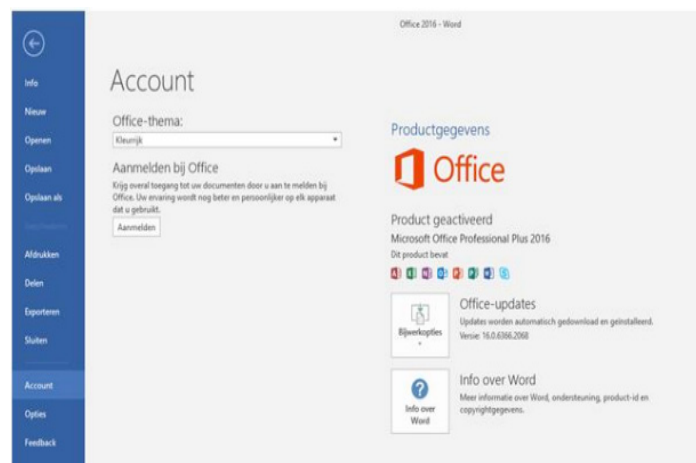 Office 2016 - Word
Info
Nieuw
Openen
Opslaan
Opslaan als
Afdrukken
Delen
Exporteren
Sluiten
Account
Opties
Feedback
Account
Office-thema:
Kleurrijk
Aanmelden bij Office
Krijg overal toegang tot uw documenten door u aan te melden bij
Office. Uw ervaring wordt nog beter en persoonlijker op elk apparaat
dat u gebruikt.
Aanmelden
Productgegevens
Office
Product geactiveerd
Microsoft Office Professional Plus 2016
Dit product bevat
Bijwerkopties
Office-updates
Updates worden automatisch gedownload en geïnstalleerd.
Versie: 16.0.6366.2068
Info over
Word
Info over Word
Meer informatie over Word, ondersteuning, product-id en
copyrightgegevens.